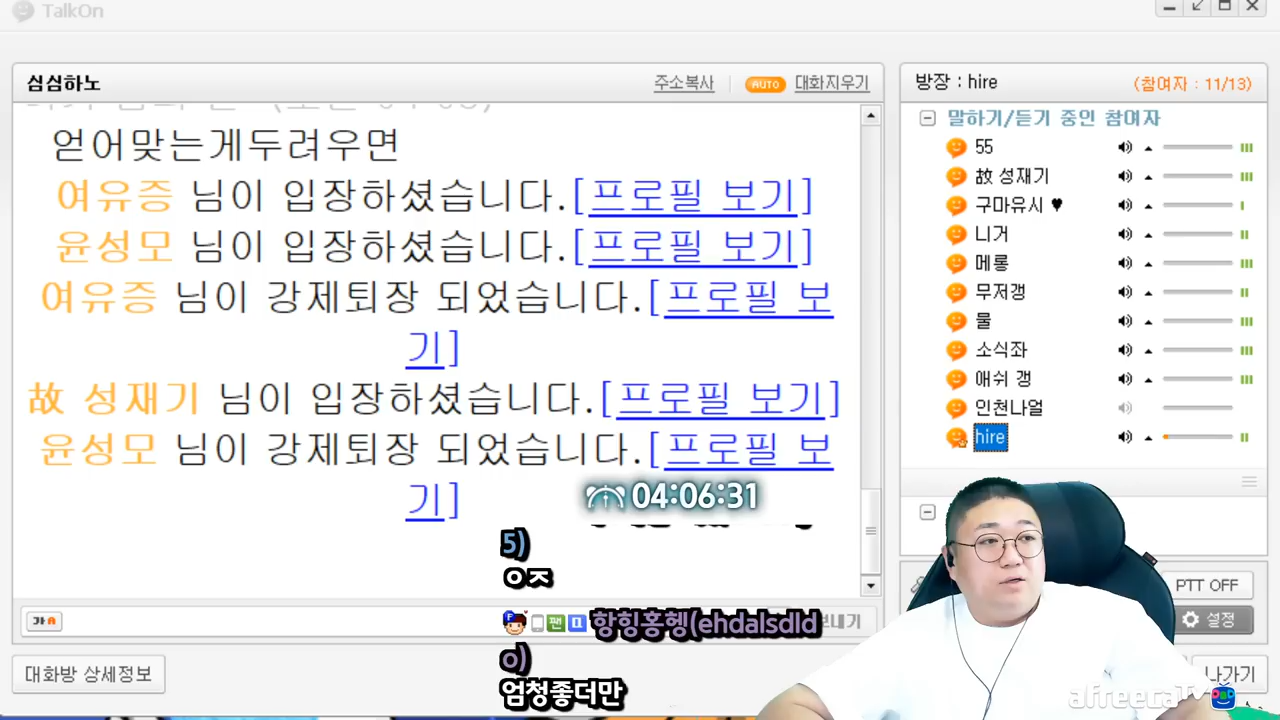 TalkOn
심심하노
주소복사
AUTO
대화지우기
얻어맞는게두려우면
여유증 님이 입장하셨습니다.[프로필 보기]
윤성모 님이 입장하셨습니다.[프로필 보기]
여유증 님이 강제퇴장 되었습니다.[프로필 보
기]
故 성재기 님이 입장하셨습니다.[프로필 보기]
윤성모 님이 강제퇴장 되었습니다.[프로필 보
기]
04:06:31
5)
ㅇㅈ
팬
항힝홍헹(ehdalsdld
o)
엄청좋더만
가
보내기
대화방 상세정보
방장 : hire
(참여자 : 11/13)
말하기/듣기 중인 참여자
55
故 성재기
구마유시 ♥
니거
메롱
무저갱
물
소식좌
애쉬 갱
인천나얼
hire
PTT OFF
설정
나가기
afreecaTV